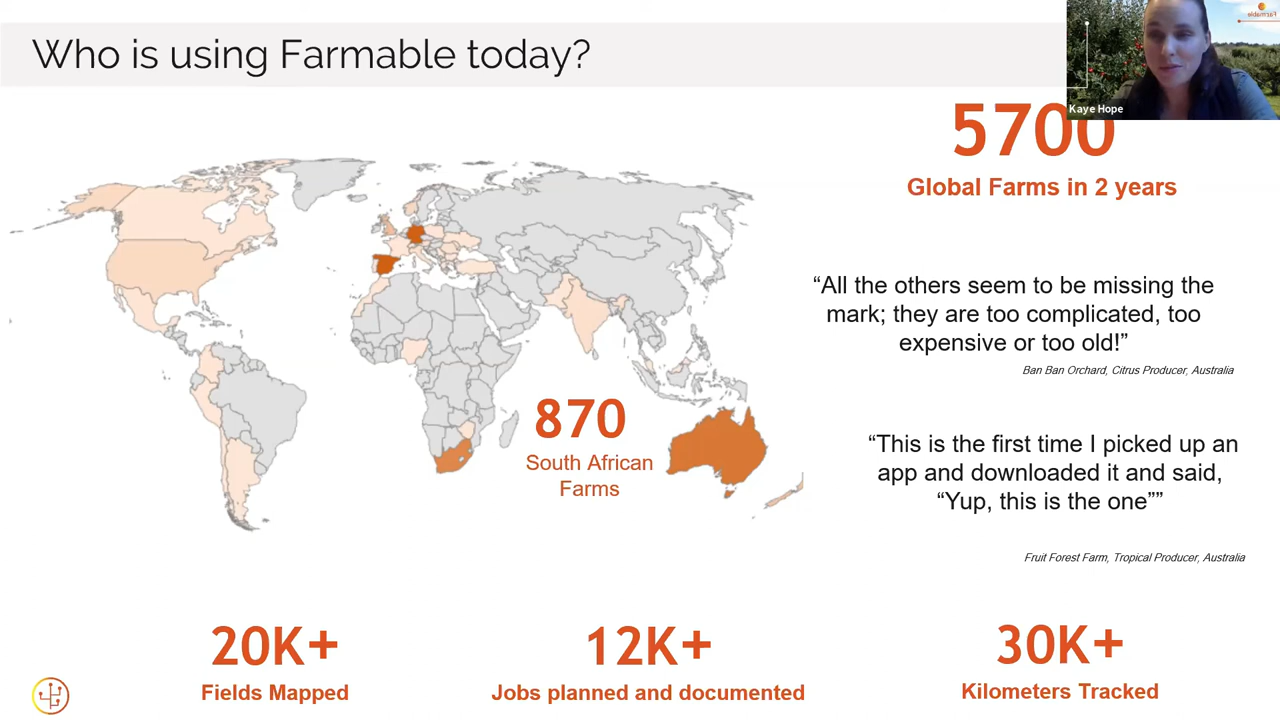 Who is using Farmable today?
Farmable
Kaye Hope
5700
Global Farms in 2 years
“All the others seem to be missing the
mark; they are too complicated, too
expensive or too old!”
Ban Ban Orchard, Citrus Producer, Australia
870
South African
Farms
“This is the first time I picked up an
app and downloaded it and said,
“Yup, this is the one””
Fruit Forest Farm, Tropical Producer, Australia
20K+
Fields Mapped
12K+
Jobs planned and documented
30K+
Kilometers Tracked